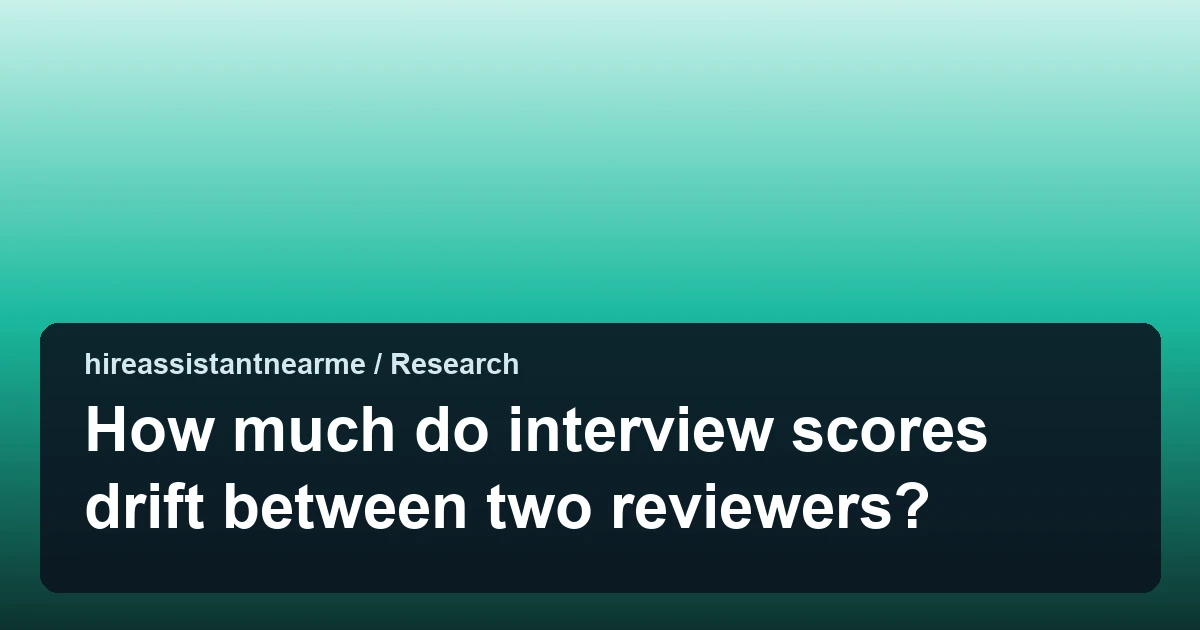 hireassistantnearme / Research
How much do interview scores
drift between two reviewers?